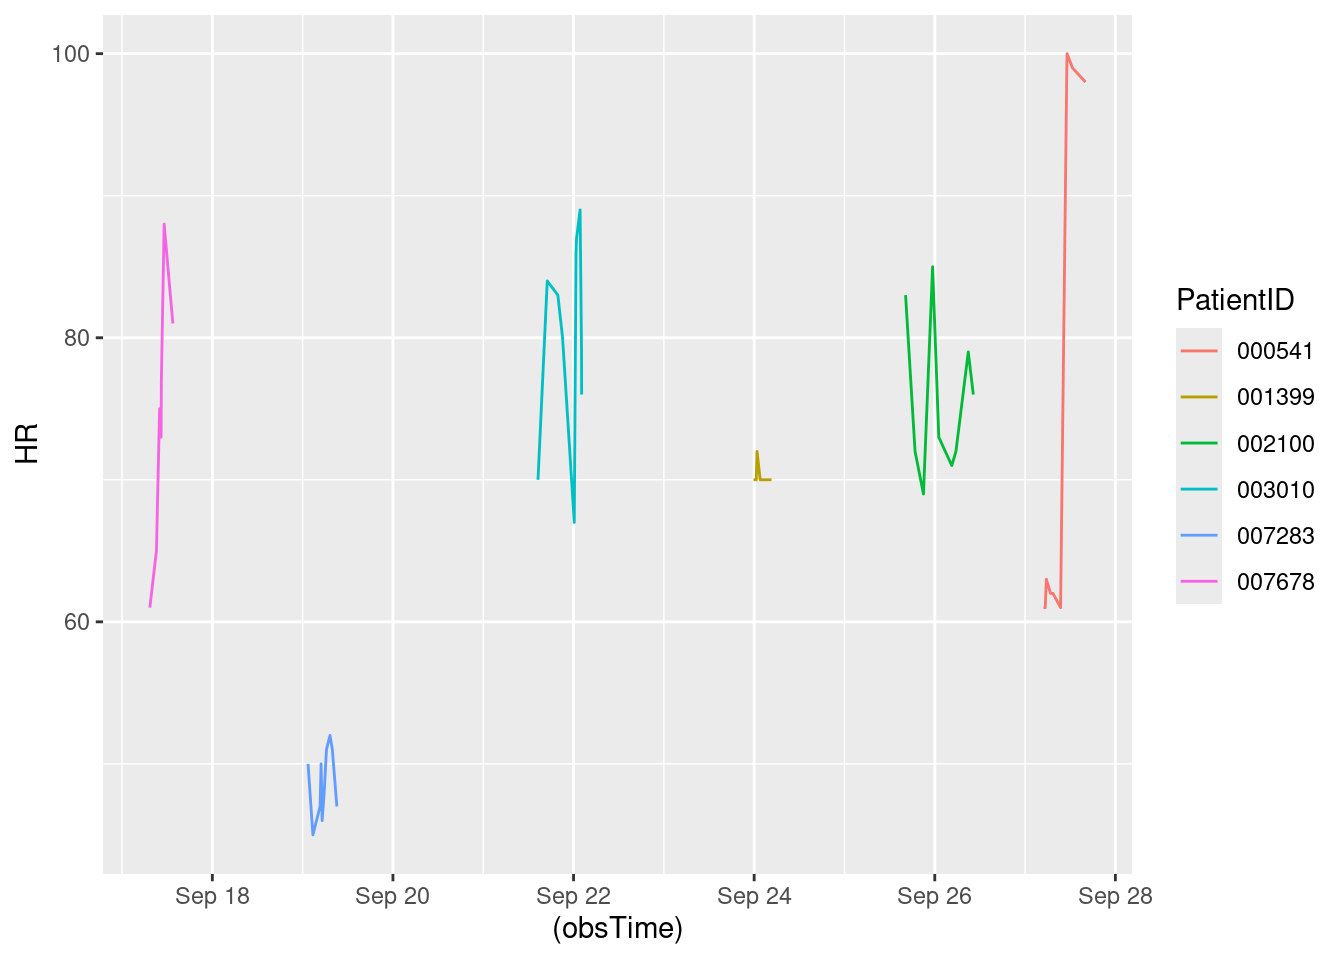 100
80
60
HR
Sep 18
Sep 20
Sep 22
Sep 24
Sep 26
Sep 28
(obsTime)
PatientID
000541
001399
002100
003010
007283
007678